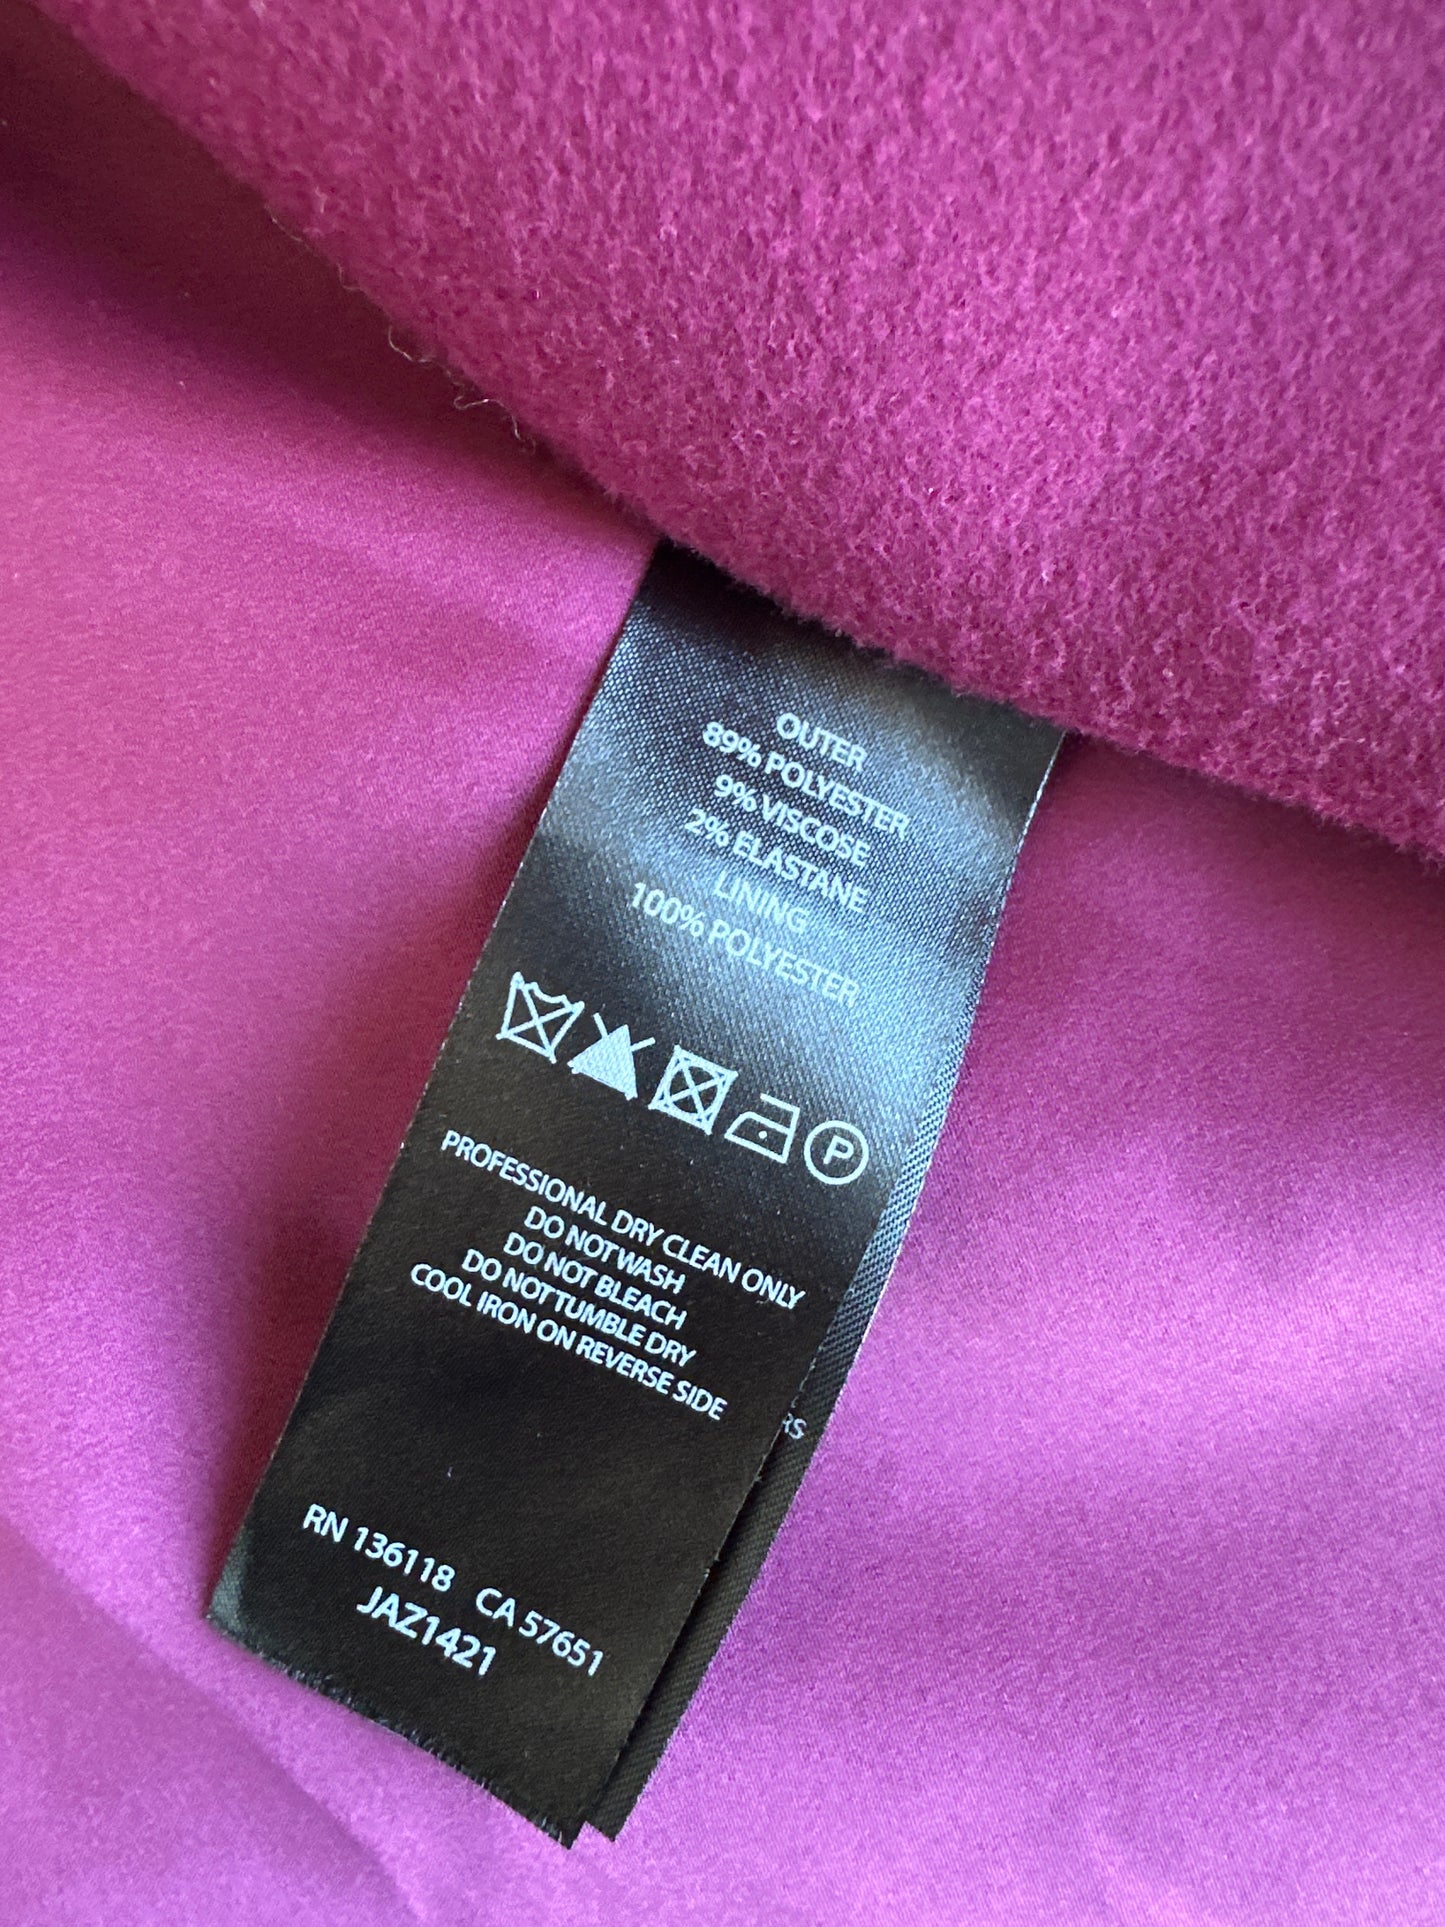 OUTER
89% POLYESTER
9% VISCOSE
2% ELASTANE
LINING
100% POLYESTER
P
PROFESSIONAL DRY CLEAN ONLY
DO NOT WASH
DO NOT BLEACH
DO NOT TUMBLE DRY
COOL IRON ON REVERSE SIDE
RS
RN 136118 CA 57651
JAZ1421